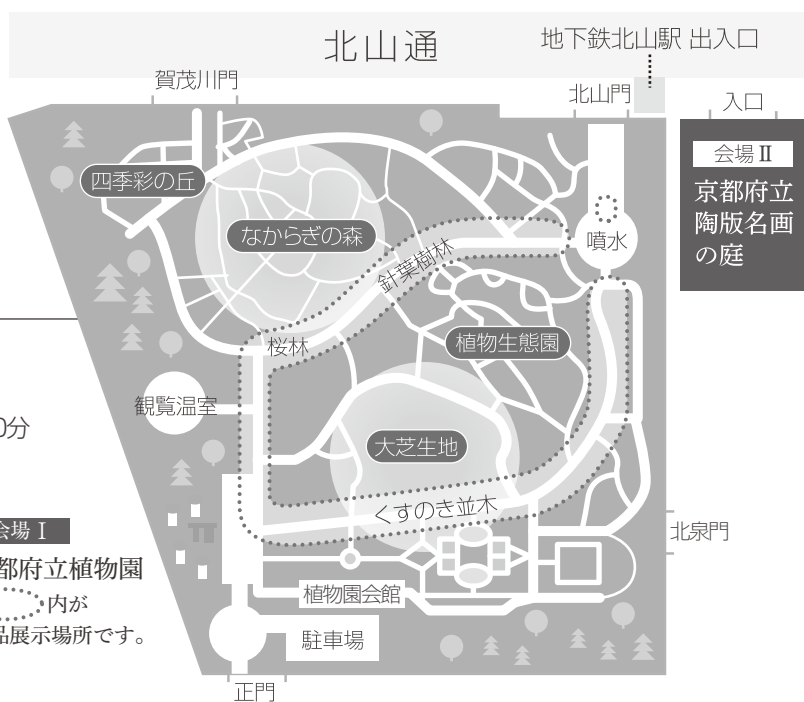 北山通
地下鉄北山駅 出入口
賀茂川門
北山門
入口
会場 II
京都府立
陶版名画
の庭
四季彩の丘
なからぎの森
噴水
針葉樹林
桜林
植物生態園
観覧温室
0分
大芝生地
くすのき並木
会場 I
都府立植物園
内が
品展示場所です。
北泉門
植物園会館
駐車場
正門